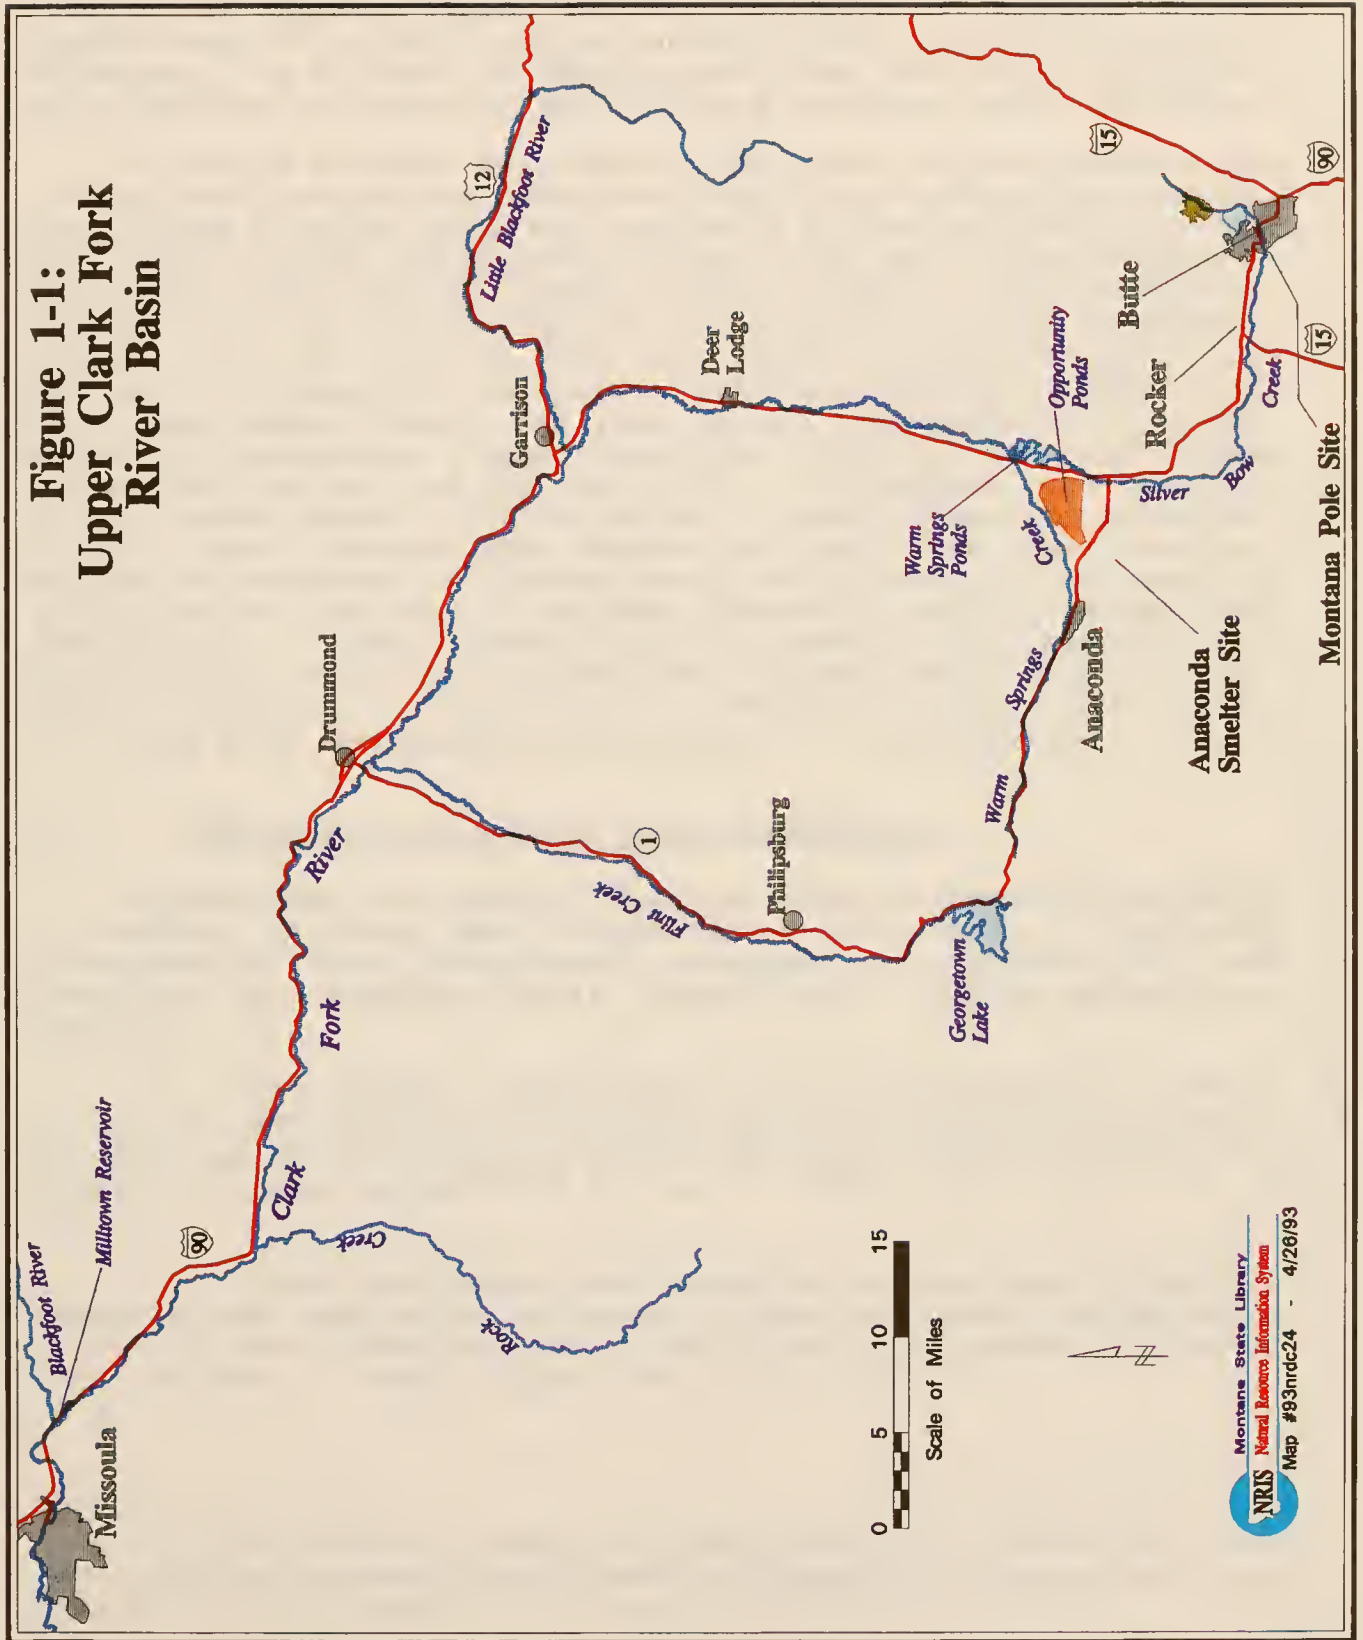 Figure 1-1:
Upper Clark Fork
River Basin
Missoula
Blackfoot River
Milltown Reservoir
90
Clark
Fork
River
Rock
Creek
Drummond
Flint Creek
1
Philipsburg
Georgetown
Lake
Garrison
12
Little Blackfoot River
Deer
Lodge
Warm
Springs
Ponds
Opportunity
Ponds
Warm
Springs
Creek
Anaconda
Anaconda
Smelter Site
Silver
Bow
Creek
Rocker
Butte
15
90
15
Montana Pole Site
0
5
10
15
Scale of Miles
N
NRIS
Montana State Library
Natural Resource Information System
Map #93nrdc24 - 4/26/93